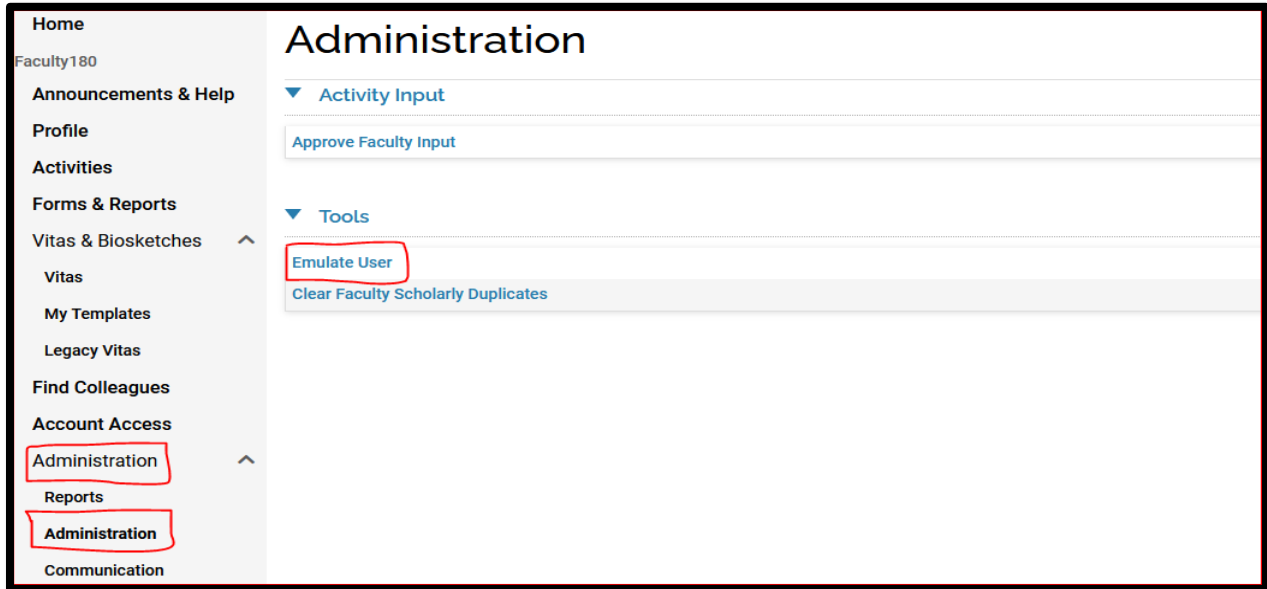 Home
Faculty180
Announcements & Help
Profile
Activities
Forms & Reports
Vitas & Biosketches
Vitas
My Templates
Legacy Vitas
Find Colleagues
Account Access
Administration
Reports
Administration
Communication
Administration
Activity Input
Approve Faculty Input
Tools
Emulate User
Clear Faculty Scholarly Duplicates